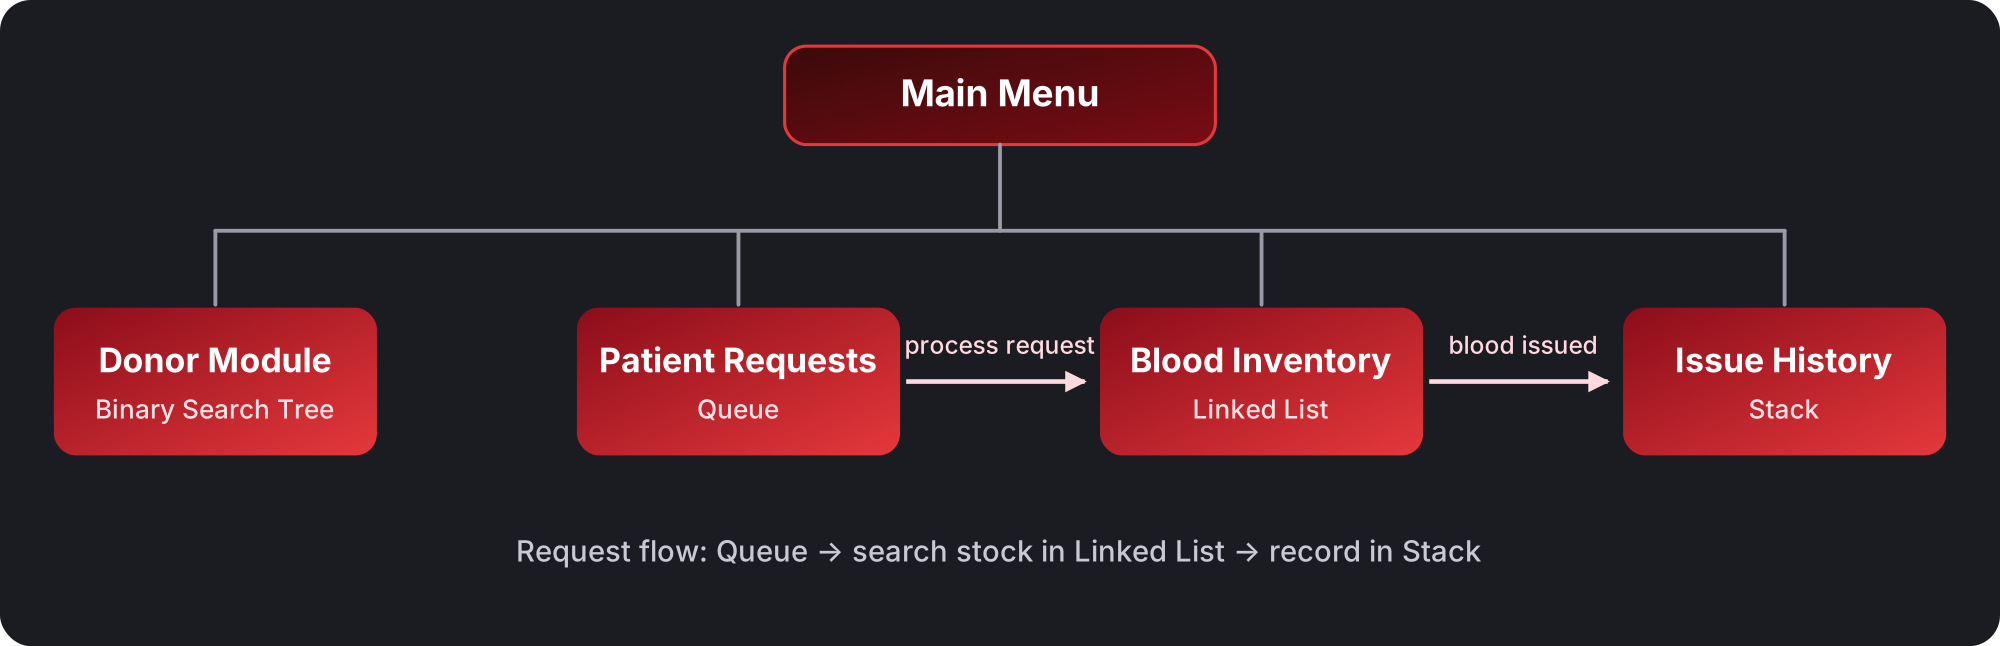 Main Menu
Donor Module
Binary Search Tree
Patient Requests
Queue
process request
Blood Inventory
Linked List
blood issued
Issue History
Stack
Request flow: Queue → search stock in Linked List → record in Stack